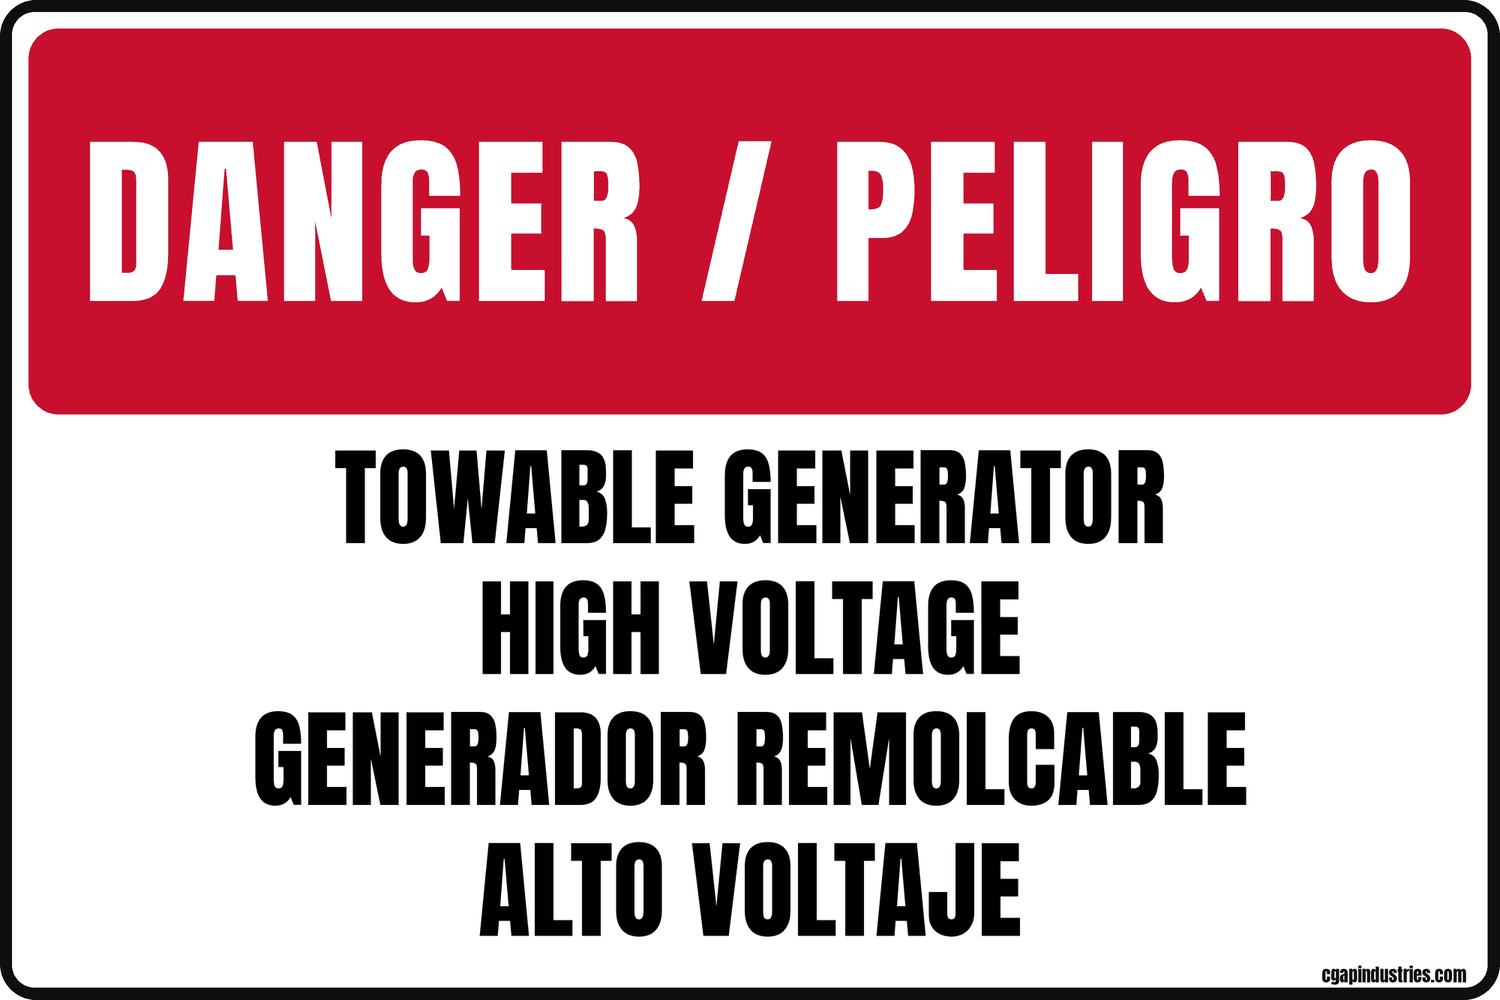 DANGER / PELIGRO
TOWABLE GENERATOR
HIGH VOLTAGE
GENERADOR REMOLCABLE
ALTO VOLTAJE
cgapindustries.com